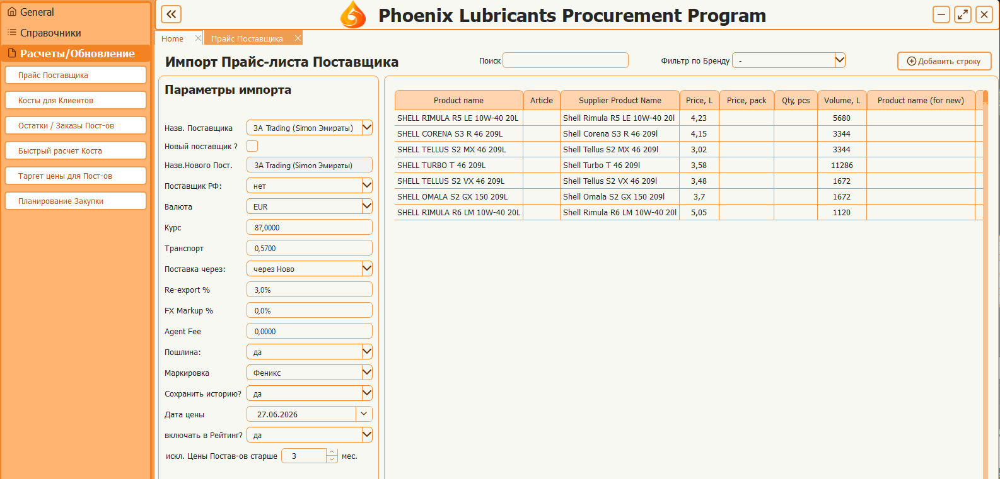 General
Справочники
Расчеты/Обновление
Прайс Поставщика
Косты для Клиентов
Остатки / Заказы Пост-ов
Быстрый расчет Коста
Таргет цены для Пост-ов
Планирование Закупки
Phoenix Lubricants Procurement Program
Home Прайс Поставщика
Импорт Прайс-листа Поставщика
Поиск
Фильтр по Бренду -
Добавить строку
Параметры импорта
Назв. Поставщика 3A Trading (Simon Эмираты)
Новый поставщик ?
Назв.Нового Пост. 3A Trading (Simon Эмираты)
Поставщик РФ: нет
Валюта EUR
Курс 87,0000
Транспорт 0,5700
Поставка через: через Ново
Re-export % 3,0%
FX Markup % 0,0%
Agent Fee 0,0000
Пошлина: да
Маркировка Феникс
Сохранить историю? да
Дата цены 27.06.2026
включать в Рейтинг? да
искл. Цены Постав-ов старше 3 мес.
Product name Article Supplier Product Name Price, L Price, pack Qty, pcs Volume, L Product name (for new)
SHELL RIMULA R5 LE 10W-40 20L Shell Rimula R5 LE 10W-40 20l 4,23 5680
SHELL CORENA S3 R 46 209L Shell Corena S3 R 46 209l 4,15 3344
SHELL TELLUS S2 MX 46 209L Shell Tellus S2 MX 46 209l 3,02 3344
SHELL TURBO T 46 209L Shell Turbo T 46 209l 3,58 11286
SHELL TELLUS S2 VX 46 209L Shell Tellus S2 VX 46 209l 3,48 1672
SHELL OMALA S2 GX 150 209L Shell Omala S2 GX 150 209l 3,7 1672
SHELL RIMULA R6 LM 10W-40 20L Shell Rimula R6 LM 10W-40 20l 5,05 1120